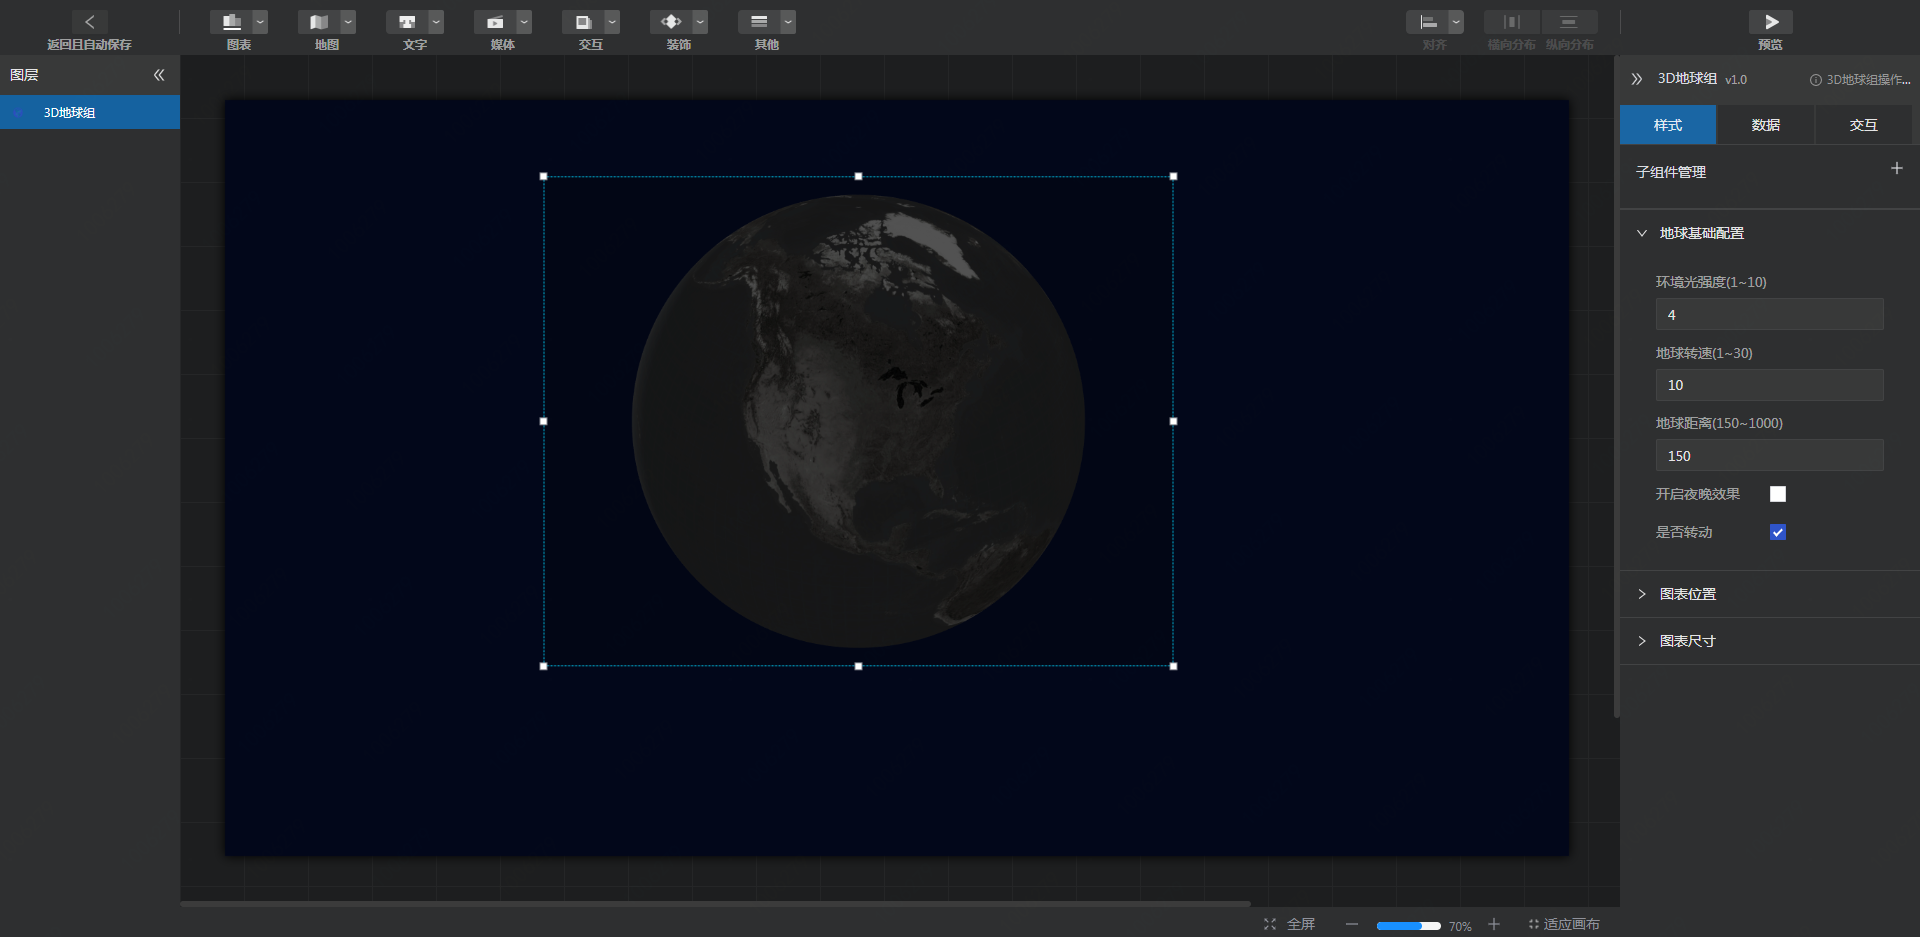 返回且自动保存
图表
地图
文字
媒体
交互
装饰
其他
对齐
横向分布
纵向分布
预览
图层
3D地球组
3D地球组 v1.0
3D地球组操作...
样式
数据
交互
子组件管理
地球基础配置
环境光强度(1~10)
4
地球转速(1~30)
10
地球距离(150~1000)
150
开启夜晚效果
是否转动
图表位置
图表尺寸
全屏
70%
适应画布